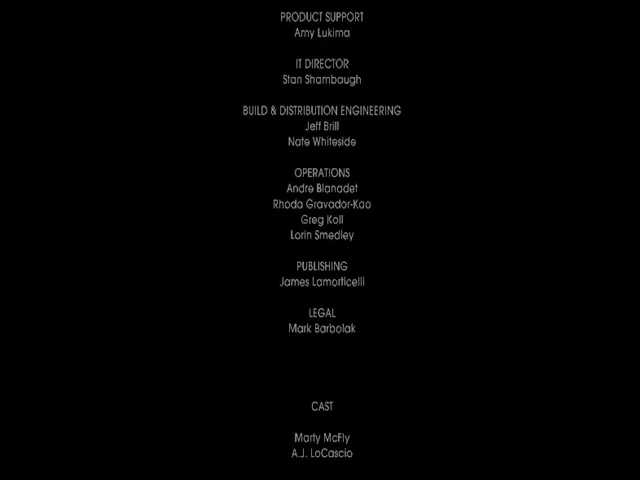 PRODUCT SUPPORT
Arny Lukima
IT DIRECTOR
Stan Shambaugh
BUILD & DISTRIBUTION ENGINEERING
Jeff Brill
Nate Whiteside
OPERATIONS
Andre Blanadet
Rhoda Gravador-Kao
Greg Koll
Lorin Smedley
PUBLISHING
James Lamorticelli
LEGAL
Mark Barbolak
CAST
Marty McFly
A.J. LoCascio